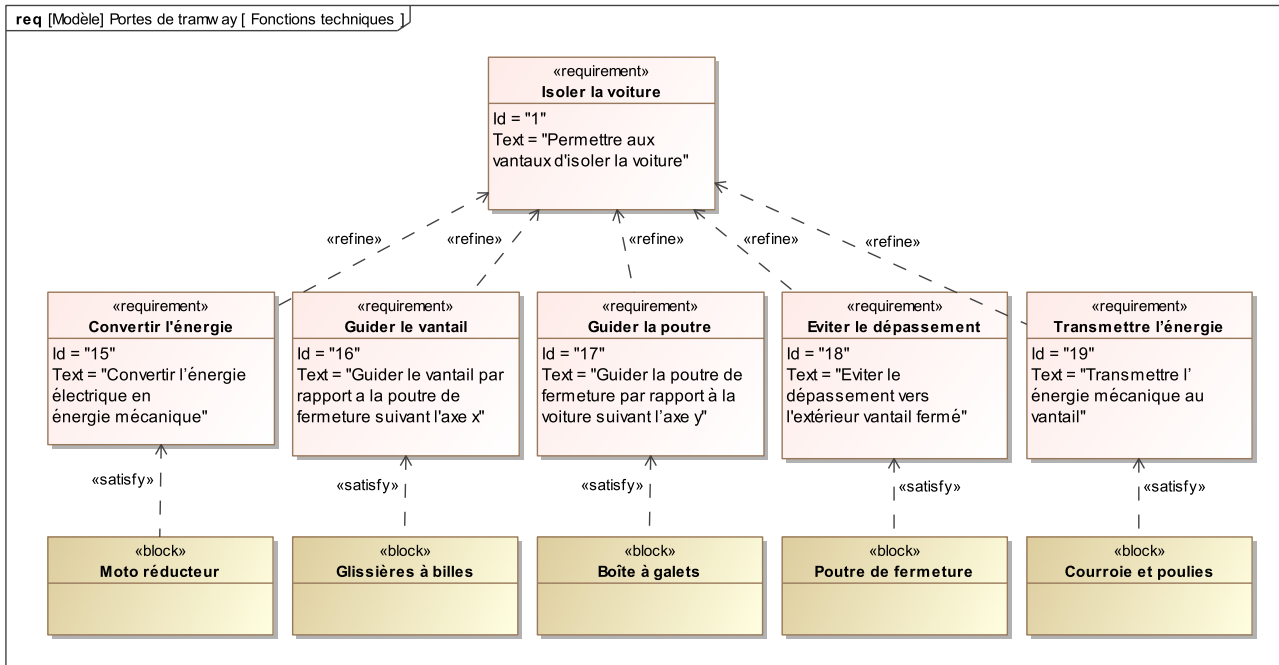 req [Modèle] Portes de tramway [ Fonctions techniques ]
«requirement»
Isoler la voiture
Id = "1"
Text = "Permettre aux
vantaux d'isoler la voiture"
«refine»
«refine»
«refine»
«refine»
«refine»
«requirement»
Convertir l'énergie
Id = "15"
Text = "Convertir l’énergie
électrique en
énergie mécanique"
«requirement»
Guider le vantail
Id = "16"
Text = "Guider le vantail par
rapport a la poutre de
fermeture suivant l'axe x"
«requirement»
Guider la poutre
Id = "17"
Text = "Guider la poutre de
fermeture par rapport à la
voiture suivant l’axe y"
«requirement»
Eviter le dépassement
Id = "18"
Text = "Eviter le
dépassement vers
l'extérieur vantail fermé"
«requirement»
Transmettre l’énergie
Id = "19"
Text = "Transmettre l’
énergie mécanique au
vantail"
«satisfy»
«satisfy»
«satisfy»
«satisfy»
«satisfy»
«block»
Moto réducteur
«block»
Glissières à billes
«block»
Boîte à galets
«block»
Poutre de fermeture
«block»
Courroie et poulies